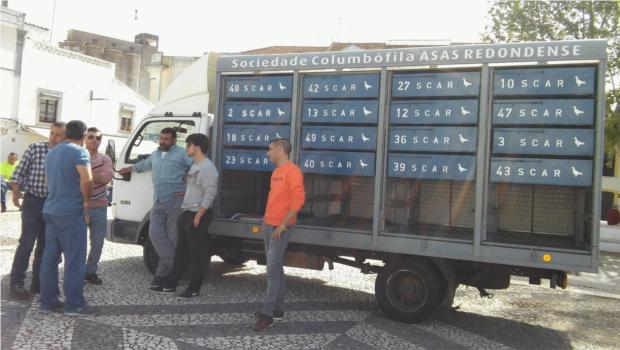 Sociedade Columbófila ASAS REDONDENSE
48 SCAR 42 SCAR 27 SCAR 10 SCAR
2 SCAR 13 SCAR 12 SCAR 47 SCAR
18 SCAR 49 SCAR 36 SCAR 3 SCAR
23 SCAR 40 SCAR 39 SCAR 43 SCAR